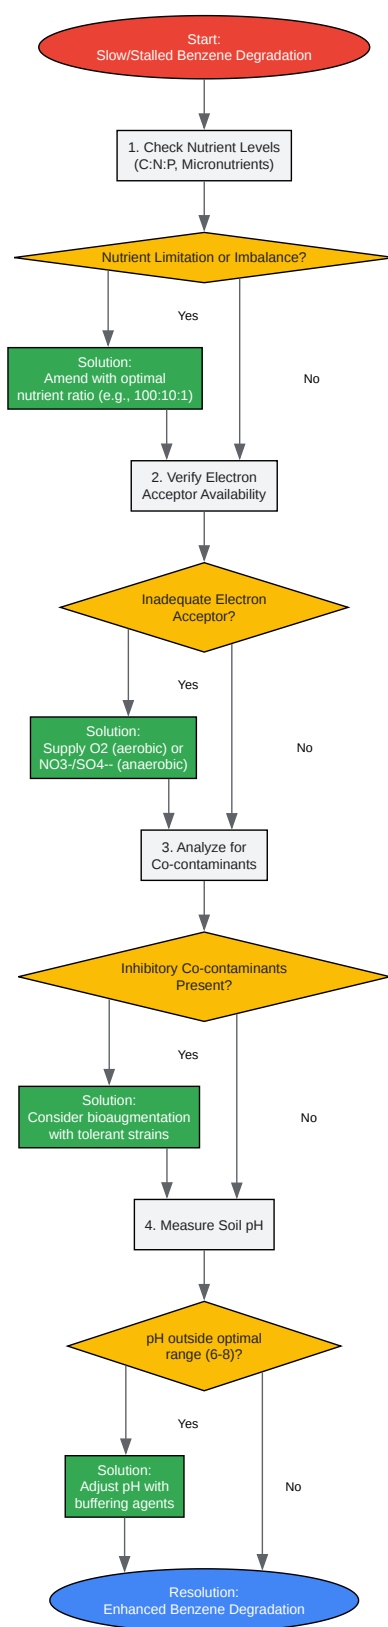 Start:
Slow/Stalled Benzene Degradation
1. Check Nutrient Levels
(C:N:P, Micronutrients)
Nutrient Limitation or Imbalance?
Yes
No
Solution:
Amend with optimal
nutrient ratio (e.g., 100:10:1)
2. Verify Electron
Acceptor Availability
Inadequate Electron
Acceptor?
Yes
No
Solution:
Supply O2 (aerobic) or
NO3-/SO4-- (anaerobic)
3. Analyze for
Co-contaminants
Inhibitory Co-contaminants
Present?
Yes
No
Solution:
Consider bioaugmentation
with tolerant strains
4. Measure Soil pH
pH outside optimal
range (6-8)?
Yes
No
Solution:
Adjust pH with
buffering agents
Resolution:
Enhanced Benzene Degradation